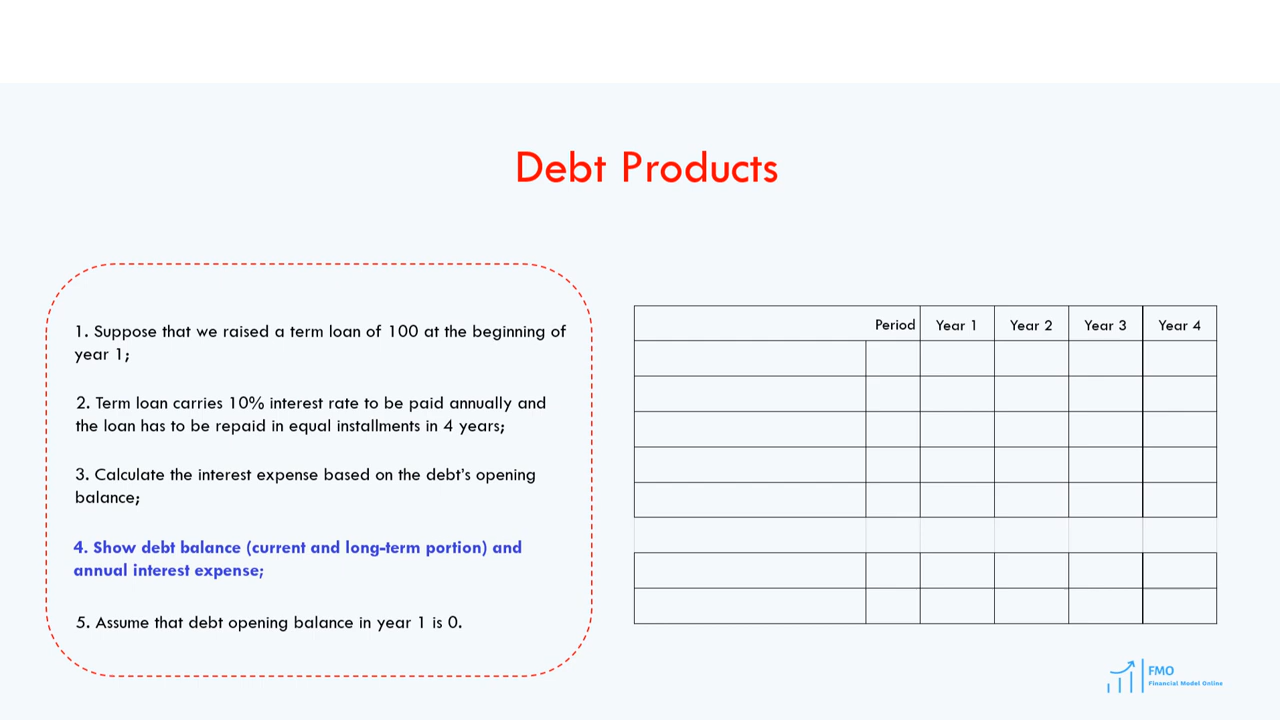 Debt Products
1. Suppose that we raised a term loan of 100 at the beginning of
year 1;
2. Term loan carries 10% interest rate to be paid annually and
the loan has to be repaid in equal installments in 4 years;
3. Calculate the interest expense based on the debt's opening
balance;
4. Show debt balance (current and long-term portion) and
annual interest expense;
5. Assume that debt opening balance in year 1 is 0.
Period Year 1 Year 2 Year 3 Year 4
FMO
Financial Model Online